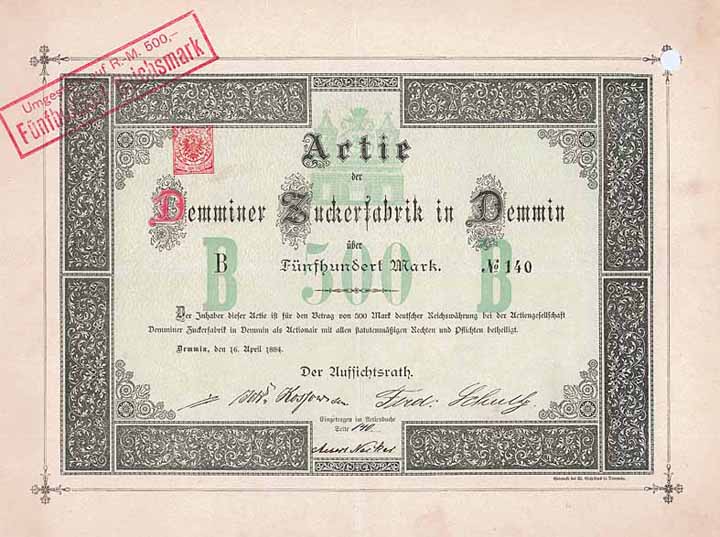 Umgestellt auf R.-M. 500,-
Fünfhundert Reichsmark
Actie
der
Demminer Zuckerfabrik in Demmin
über
B Fünfhundert Mark. No 140
B 500 B
Der Inhaber dieser Actie ist für den Betrag von 500 Mark deutscher Reichswährung bei der Actiengesellschaft
Demminer Zuckerfabrik in Demmin als Actionair mit allen statutenmäßigen Rechten und Pflichten betheiligt.
Demmin, den 16. April 1884.
Der Aufsichtsrath.
Ferd. Schultz
Eingetragen im Actienbuche
Seite 140